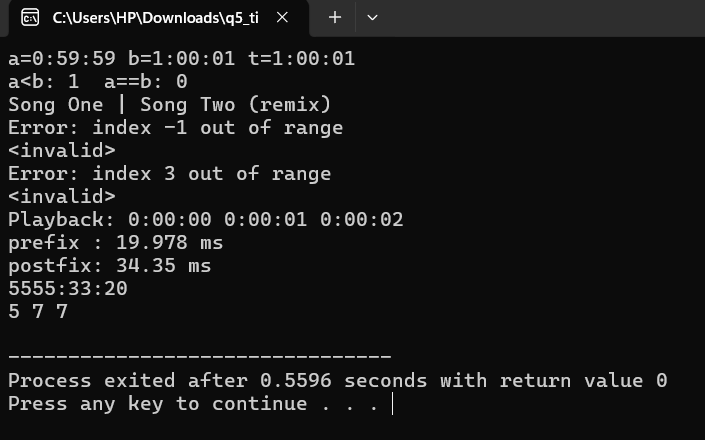 C:\Users\HP\Downloads\q5_ti
a=0:59:59 b=1:00:01 t=1:00:01
a<b: 1  a==b: 0
Song One | Song Two (remix)
Error: index -1 out of range
<invalid>
Error: index 3 out of range
<invalid>
Playback: 0:00:00 0:00:01 0:00:02
prefix : 19.978 ms
postfix: 34.35 ms
5555:33:20
5 7 7
--------------------------------
Process exited after 0.5596 seconds with return value 0
Press any key to continue . . .